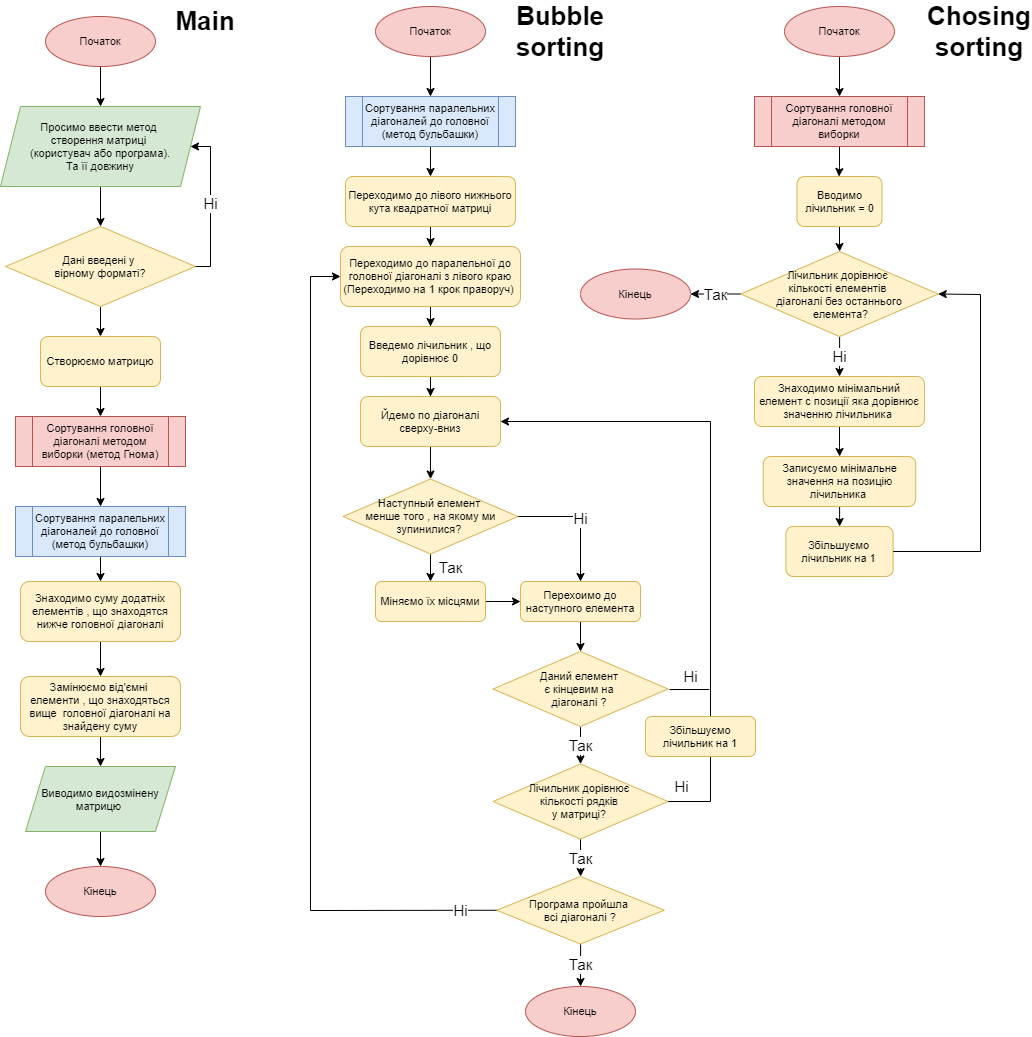 Main
Початок
Просимо ввести метод
створення матриці
(користувач або програма).
Та її довжину
Ні
Дані введені у
вірному форматі?
Створюємо матрицю
Сортування головної
діагоналі методом
виборки (метод Гнома)
Сортування паралельних
діагоналей до головної
(метод бульбашки)
Знаходимо суму додатніх
елементів , що знаходятся
нижче головної діагоналі
Замінюємо від'ємні
елементи , що знаходяться
вище головної діагоналі на
знайдену суму
Виводимо видозмінену
матрицю
Кінець
Bubble
sorting
Початок
Сортування паралельних
діагоналей до головної
(метод бульбашки)
Переходимо до лівого нижнього
кута квадратної матриці
Переходимо до парательної до
головної діагоналі з лівого краю
(Переходимо на 1 крок праворуч)
Введемо лічильник , що
дорівнює 0
Йдемо по діагоналі
сверху-вниз
Наступный елемент
менше того , на якому ми
зупинилися?
Ні
Так
Міняємо їх місцями
Перехоимо до
наступного елемента
Даний елемент
є кінцевим на
діагоналі ?
Ні
Збільшуємо
лічильник на 1
Так
Лічильник дорівнює
кількості рядків
у матриці?
Ні
Так
Програма пройшла
всі діагоналі ?
Ні
Так
Кінець
Chosing
sorting
Початок
Сортування головної
діагоналі методом
виборки
Вводимо
лічильник = 0
Лічильник дорівнює
кількості елементів
діагоналі без останнього
елемента?
Так
Кінець
Ні
Знаходимо мінімальний
елемент с позиції яка дорівнює
значенню лічильника
Записуємо мінімальне
значення на позицію
лічильника
Збільшуємо
лічильник на 1